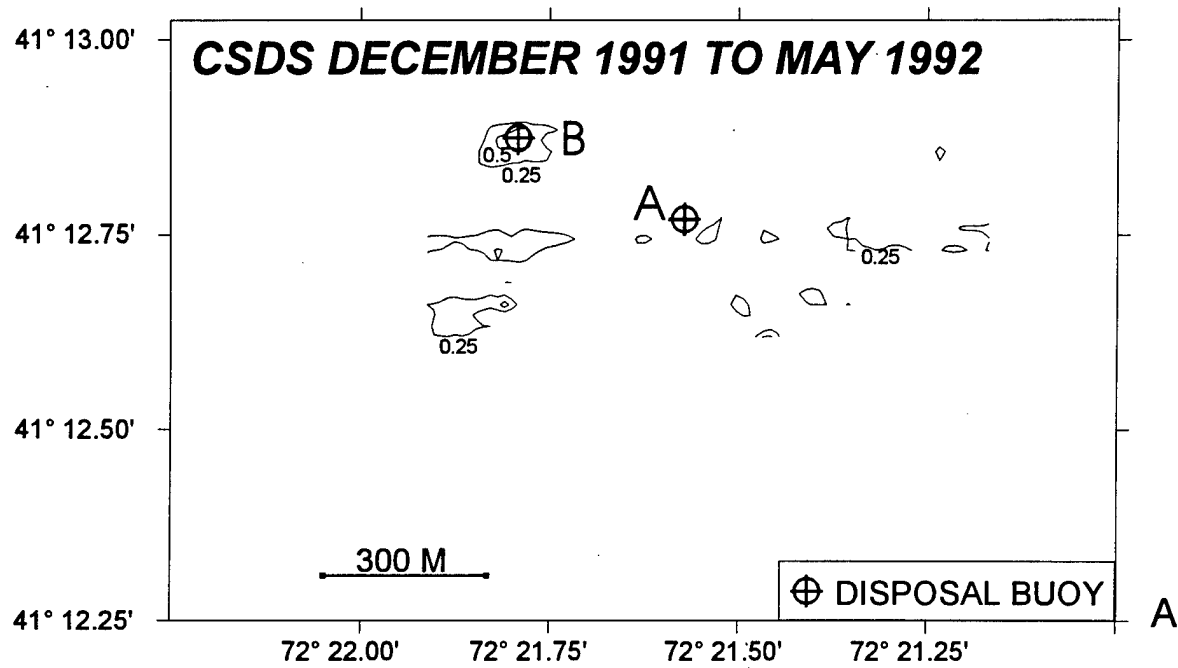 41° 13.00'
CSDS DECEMBER 1991 TO MAY 1992
B
0.5
0.25
A
41° 12.75'
0.25
0.25
41° 12.50'
300 M
DISPOSAL BUOY
41° 12.25'
A
72° 22.00' 72° 21.75' 72° 21.50' 72° 21.25'